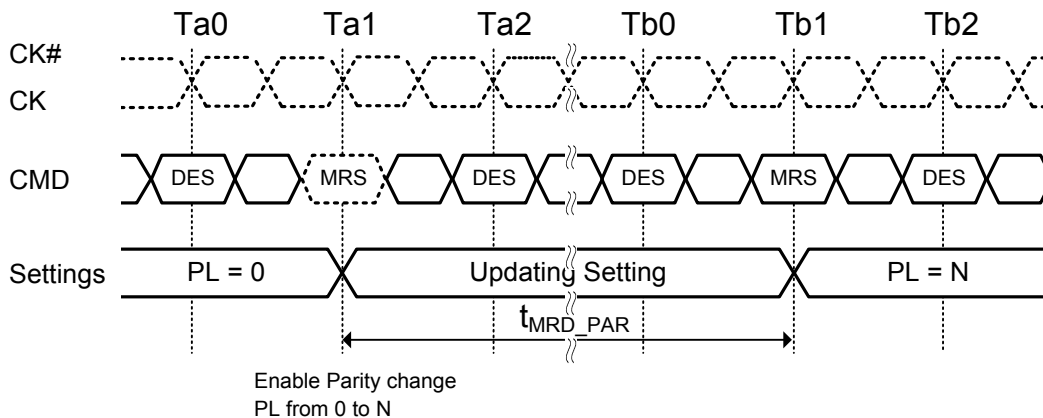 Ta0 Ta1 Ta2 Tb0 Tb1 Tb2
CK#
CK
CMD DES MRS DES DES MRS DES
Settings PL = 0 Updating Setting PL = N
tMRD_PAR
Enable Parity change
PL from 0 to N